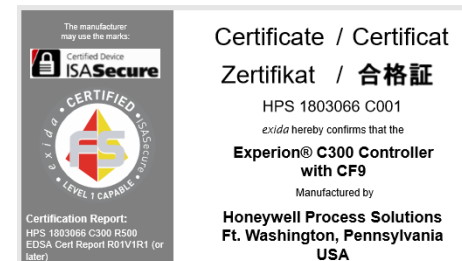 The manufacturer
may use the marks:
Certified Device
ISASecure
exida CERTIFIED ISASecure
FS
LEVEL 1 CAPABLE
Certification Report:
HPS 1803066 C300 R500
EDSA Cert Report R01V1R1 (or
later)
Certificate / Certificat
Zertifikat / 合格証
HPS 1803066 C001
exida hereby confirms that the
Experion® C300 Controller
with CF9
Manufactured by
Honeywell Process Solutions
Ft. Washington, Pennsylvania
USA